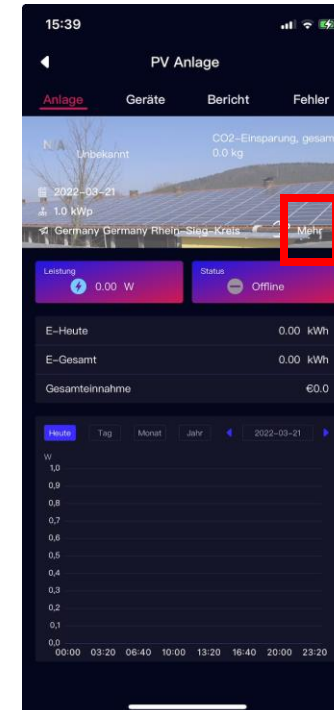 15:39
PV Anlage
Anlage Geräte Bericht Fehler
N/A Unbekannt
CO2-Einsparung, gesam
0.0 kg
2022-03-21
1.0 kWp
Germany Germany Rhein-Sieg-Kreis
Mehr
Leistung
0.00 W
Status
Offline
E-Heute 0.00 kWh
E-Gesamt 0.00 kWh
Gesamteinnahme €0.0
Heute Tag Monat Jahr 2022-03-21
W
1,0
0,9
0,8
0,7
0,6
0,5
0,4
0,3
0,2
0,1
0,0
00:00 03:20 06:40 10:00 13:20 16:40 20:00 23:20